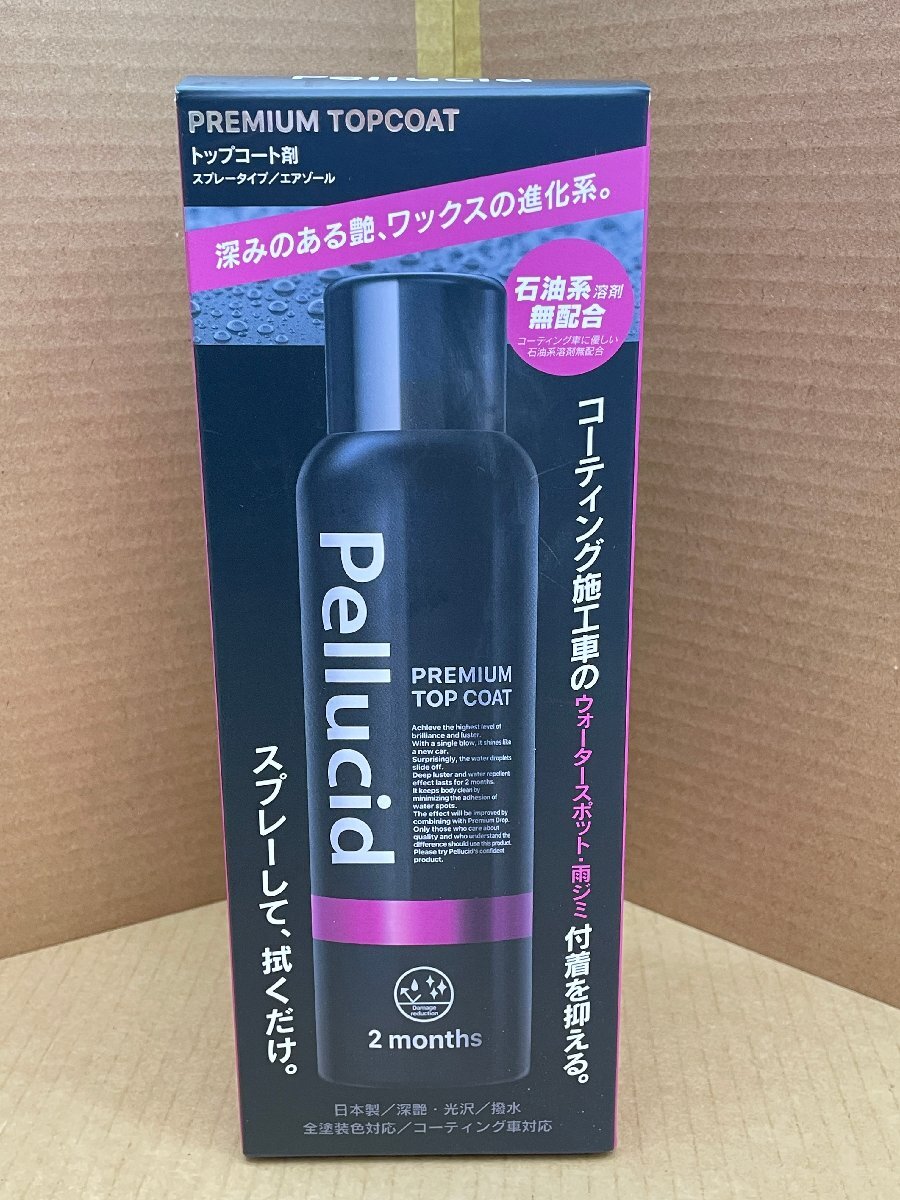 Pellucid
PREMIUM TOPCOAT
トップコート剤
スプレータイプ／エアゾール
深みのある艶、ワックスの進化系。
石油系溶剤
無配合
コーティング車に優しい
石油系溶剤無配合
コーティング施工車のウォータースポット・雨ジミ付着を抑える。
Pellucid
PREMIUM
TOP COAT
Achieve the highest level of
brilliance and luster.
With a single blow, it shines like
a new car.
Surprisingly, the water droplets
slide off.
Deep luster and water repellent
effect lasts for 2 months.
It keeps body clean by
minimizing the adhesion of
water spots.
The effect will be improved by
combining with Premium Drop.
Only those who care about
quality and who understand the
difference should use this product.
Please try Pellucid's confident
product.
Damage
reduction
2 months
スプレーして、拭くだけ。
日本製／深艶・光沢／撥水
全塗装色対応／コーティング車対応